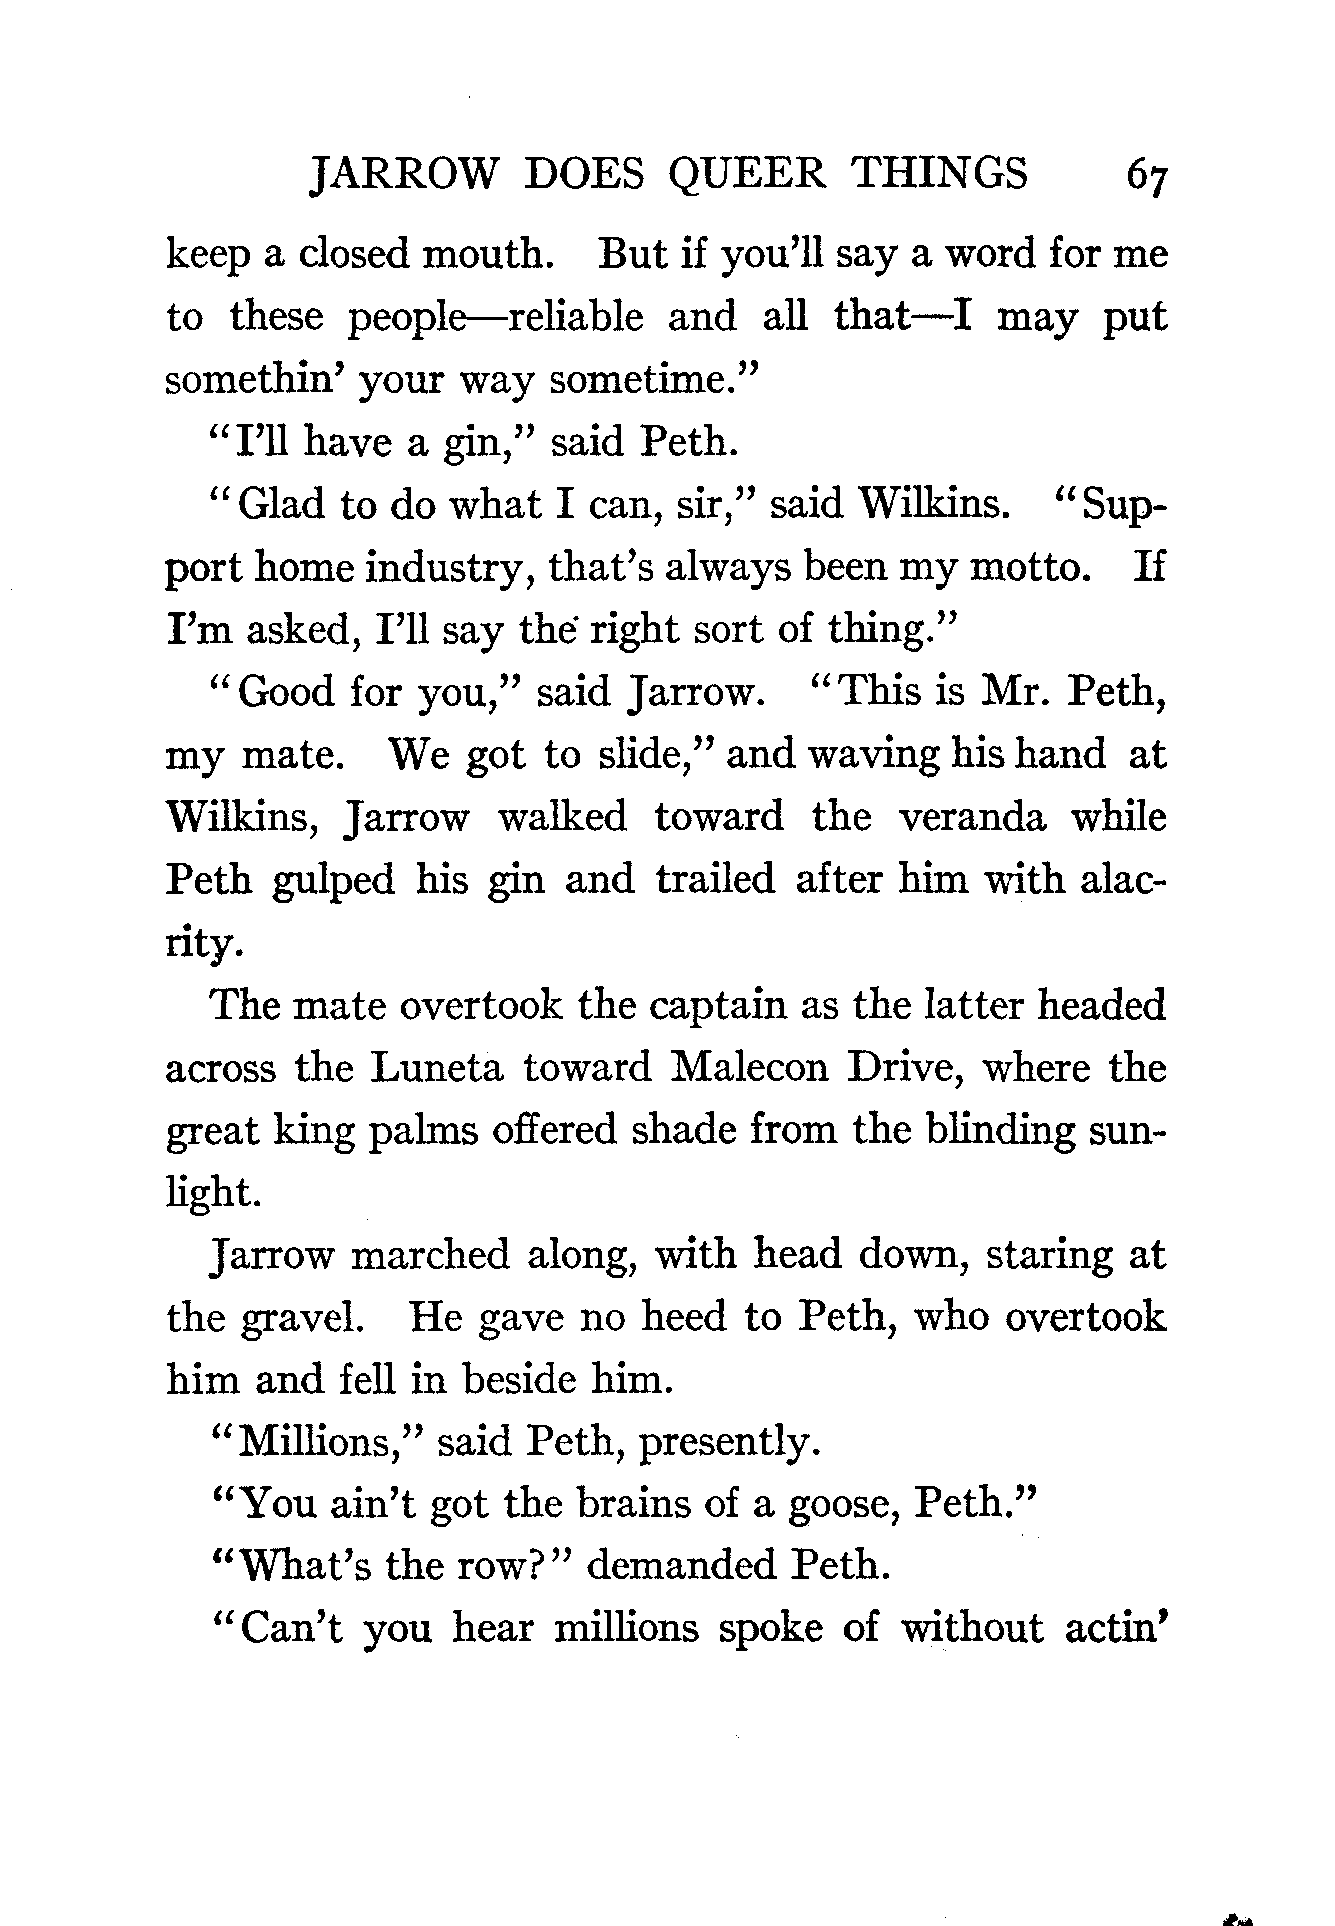 JARROW DOES QUEER THINGS 67
keep a closed mouth. But if you'll say a word for me
to these people—reliable and all that—I may put
somethin' your way sometime."
"I'll have a gin," said Peth.
"Glad to do what I can, sir," said Wilkins. "Sup-
port home industry, that's always been my motto. If
I'm asked, I'll say the right sort of thing."
"Good for you," said Jarrow. "This is Mr. Peth,
my mate. We got to slide," and waving his hand at
Wilkins, Jarrow walked toward the veranda while
Peth gulped his gin and trailed after him with alac-
rity.
The mate overtook the captain as the latter headed
across the Luneta toward Malecon Drive, where the
great king palms offered shade from the blinding sun-
light.
Jarrow marched along, with head down, staring at
the gravel. He gave no heed to Peth, who overtook
him and fell in beside him.
"Millions," said Peth, presently.
"You ain't got the brains of a goose, Peth."
"What's the row?" demanded Peth.
"Can't you hear millions spoke of without actin'